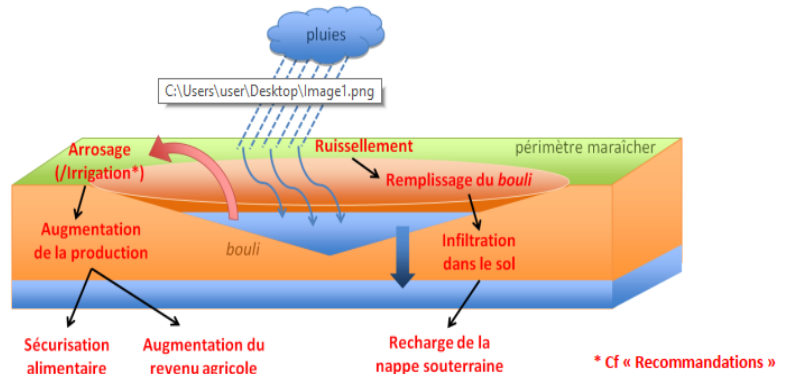 pluies
C:\Users\user\Desktop\Image1.png
Arrosage
(/Irrigation*)
Ruissellement
périmètre maraîcher
Remplissage du bouli
Augmentation
de la production
bouli
Infiltration
dans le sol
Sécurisation
alimentaire
Augmentation du
revenu agricole
Recharge de la
nappe souterraine
* Cf « Recommandations »